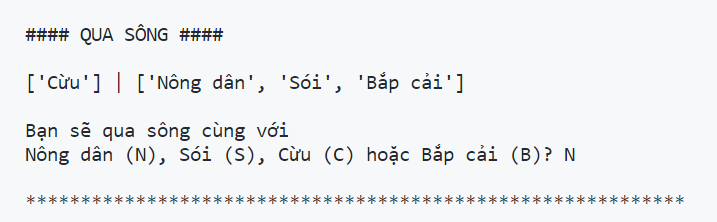 #### QUA SÔNG ####
['Cừu'] | ['Nông dân', 'Sói', 'Bắp cải']
Bạn sẽ qua sông cùng với
Nông dân (N), Sói (S), Cừu (C) hoặc Bắp cải (B)? N
************************************************************